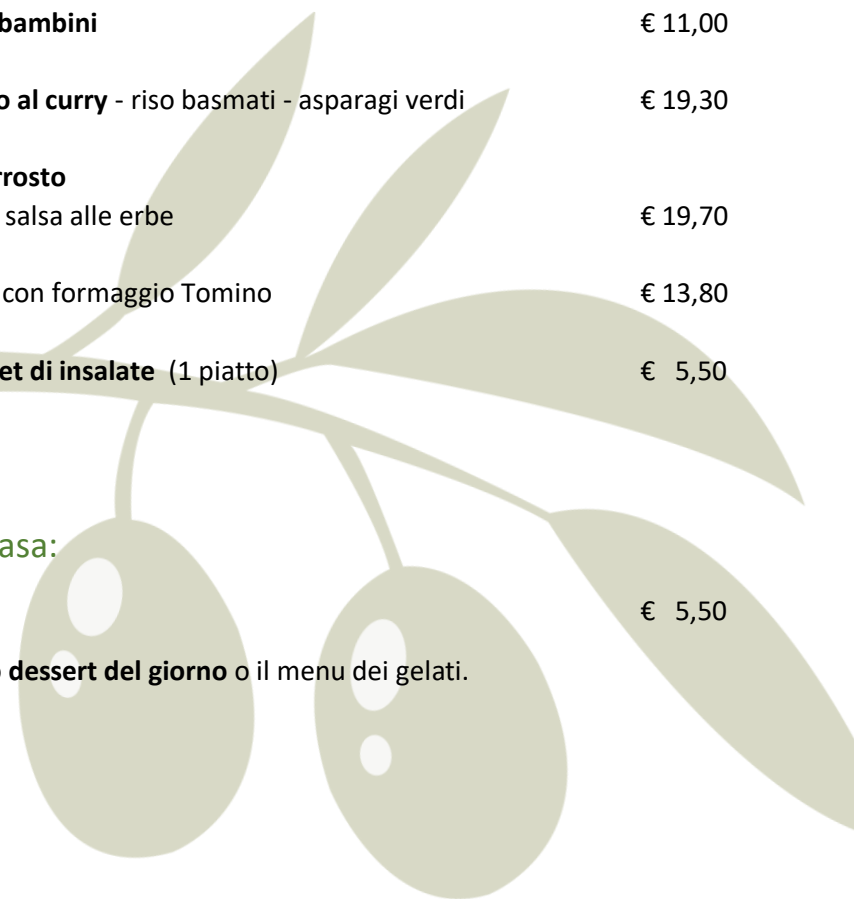 bambini € 11,00
o al curry - riso basmati - asparagi verdi € 19,30
rrosto
salsa alle erbe € 19,70
con formaggio Tomino € 13,80
et di insalate (1 piatto) € 5,50
asa:
€ 5,50
o dessert del giorno o il menu dei gelati.